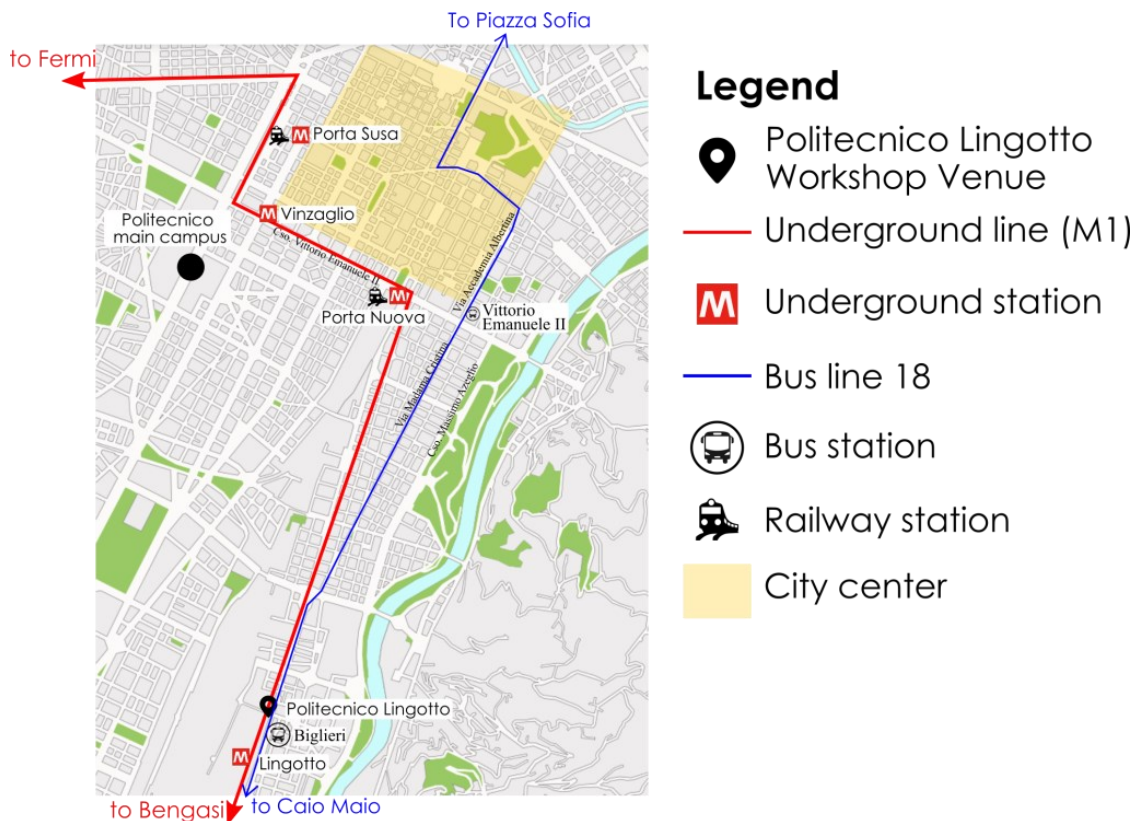 To Piazza Sofia
to Fermi
Porta Susa
Vinzaglio
Politecnico
main campus
Cso. Vittorio Emanuele II
Porta Nuova
Via Accademia Albertina
Vittorio
Emanuele II
Via Madama Cristina
Cso. Massimo Azeglio
Politecnico Lingotto
Biglieri
Lingotto
to Bengasi
to Caio Maio
Legend
Politecnico Lingotto
Workshop Venue
Underground line (M1)
M Underground station
Bus line 18
Bus station
Railway station
City center